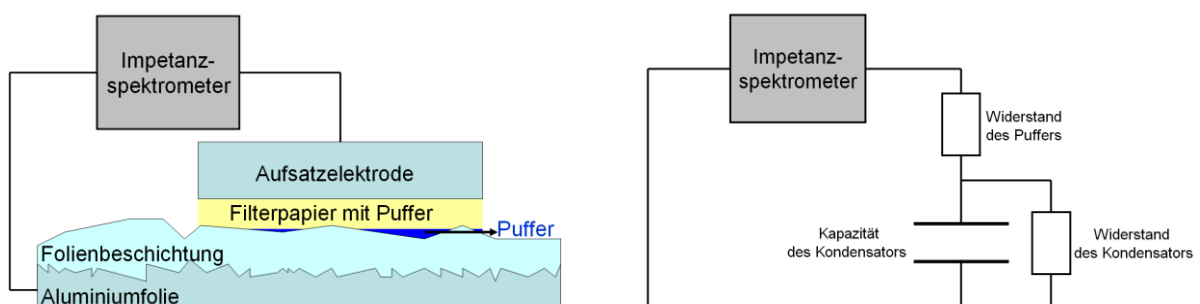 Impetanz-
spektrometer
Aufsatzelektrode
Filterpapier mit Puffer
Puffer
Folienbeschichtung
Aluminiumfolie
Impetanz-
spektrometer
Widerstand
des Puffers
Kapazität
des Kondensators
Widerstand
des Kondensators